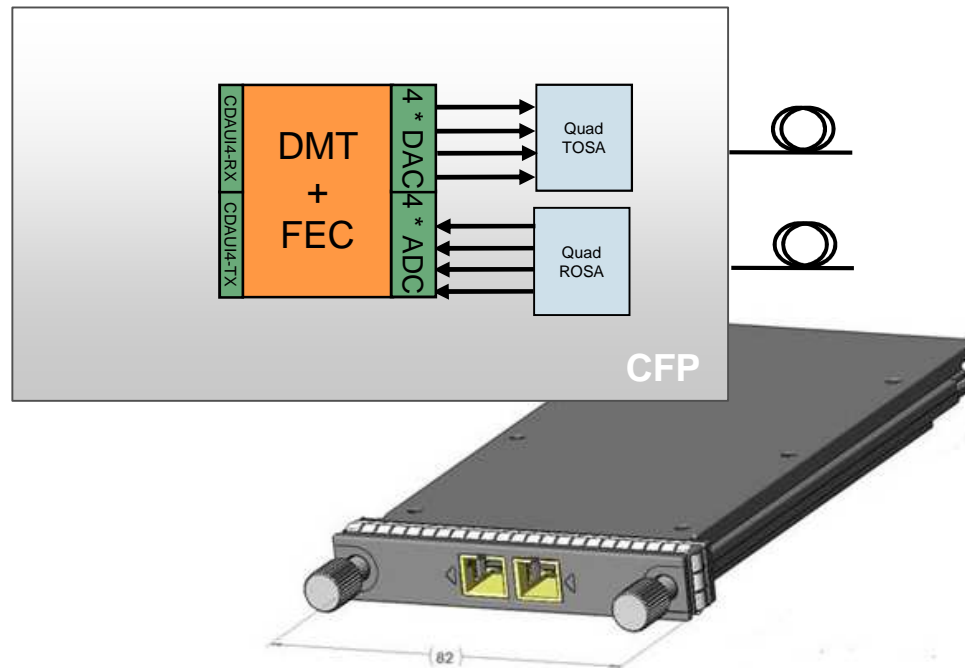 CDAUI4-RX
CDAUI4-TX
DMT
+
FEC
4 * DAC
4 * ADC
Quad
TOSA
Quad
ROSA
CFP
(82)